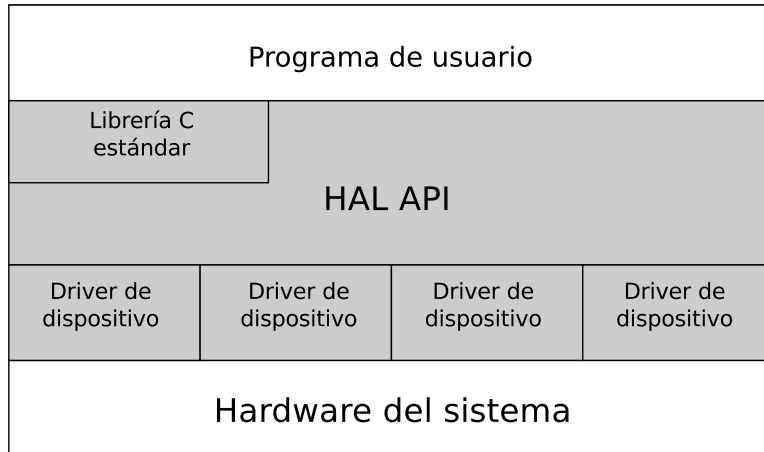 Programa de usuario
Librería C
estándar
HAL API
Driver de
dispositivo
Driver de
dispositivo
Driver de
dispositivo
Driver de
dispositivo
Hardware del sistema